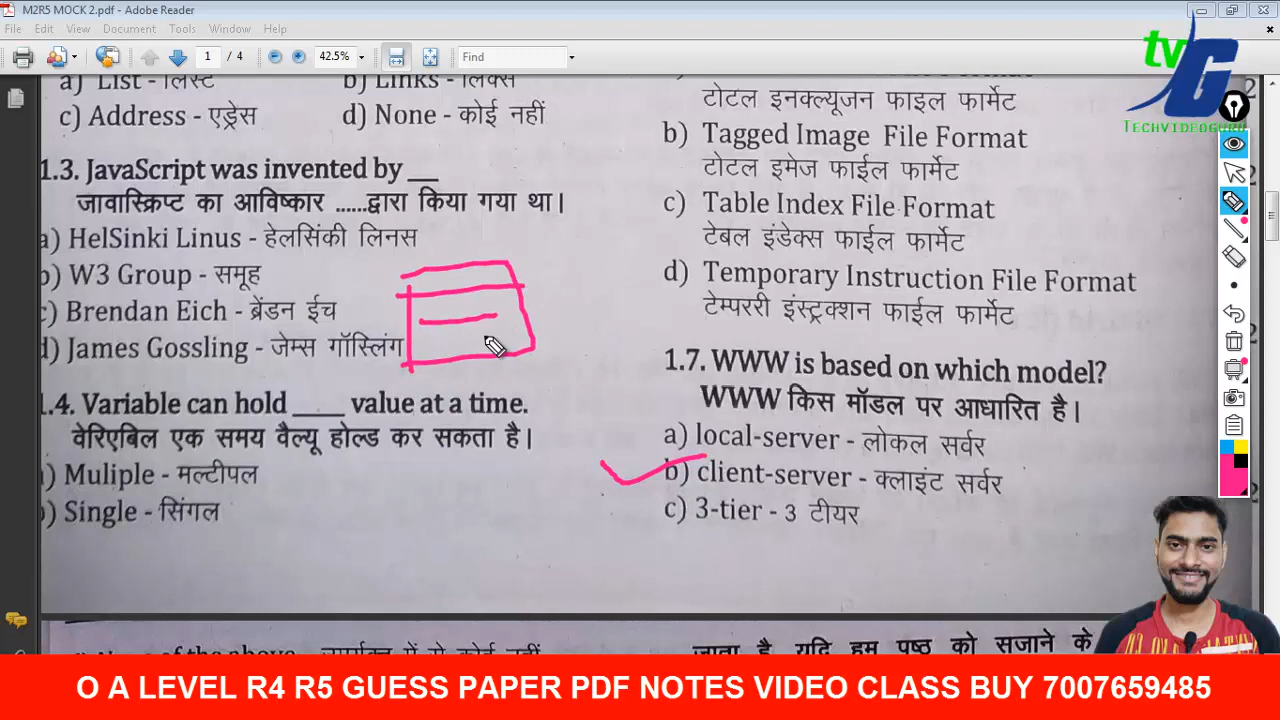 M2R5 MOCK 2.pdf - Adobe Reader
File Edit View Document Tools Window Help
1 / 4 42.5% Find
a) List - लिस्ट b) Links - लिंक्स
c) Address - एड्रेस d) None - कोई नहीं
1.3. JavaScript was invented by __
जावास्क्रिप्ट का आविष्कार ......द्वारा किया गया था।
a) HelSinki Linus - हेलसिंकी लिनस
b) W3 Group - समूह
c) Brendan Eich - ब्रेंडन ईच
d) James Gossling - जेम्स गॉस्लिंग
1.4. Variable can hold ____ value at a time.
वेरिएबिल एक समय वैल्यू होल्ड कर सकता है।
) Muliple - मल्टीपल
) Single - सिंगल
टोटल इनक्ल्यूजन फाइल फार्मेट
b) Tagged Image File Format
टोटल इमेज फाईल फार्मेट
c) Table Index File Format
टेबल इंडेक्स फाईल फार्मेट
d) Temporary Instruction File Format
टेम्पररी इंस्ट्रक्शन फाईल फार्मेट
1.7. WWW is based on which model?
WWW किस मॉडल पर आधारित है।
a) local-server - लोकल सर्वर
b) client-server - क्लाइंट सर्वर
c) 3-tier - 3 टीयर
जाता है यदि हम पृष्ठ को सजाने के
tv G
TECHVIDEOGURU
O A LEVEL R4 R5 GUESS PAPER PDF NOTES VIDEO CLASS BUY 7007659485